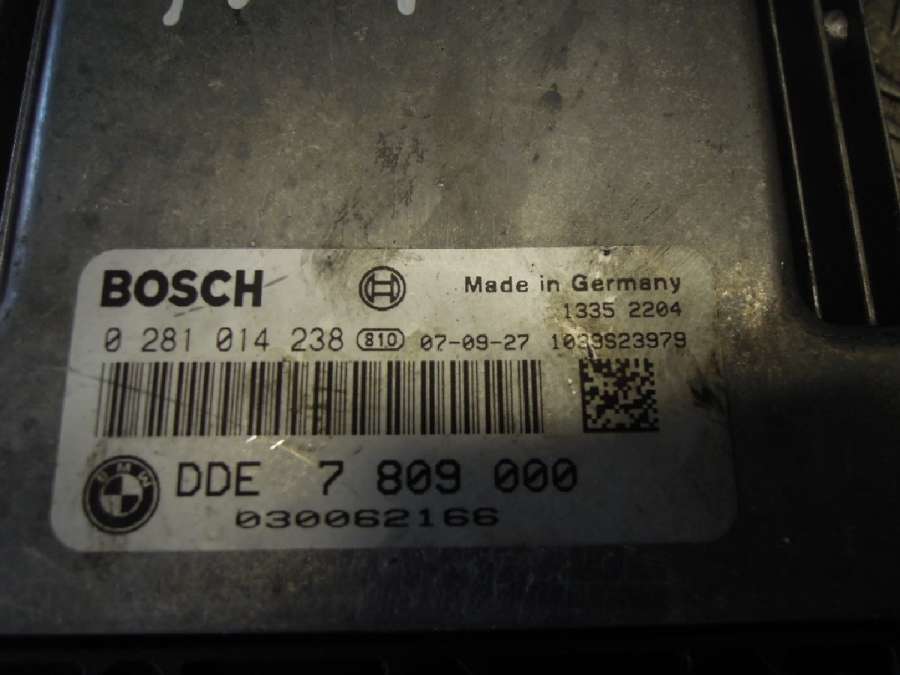 BOSCH
Made in Germany
1335 2204
0 281 014 238 810 07-09-27 1039S23979
BMW
DDE 7 809 000
030062166